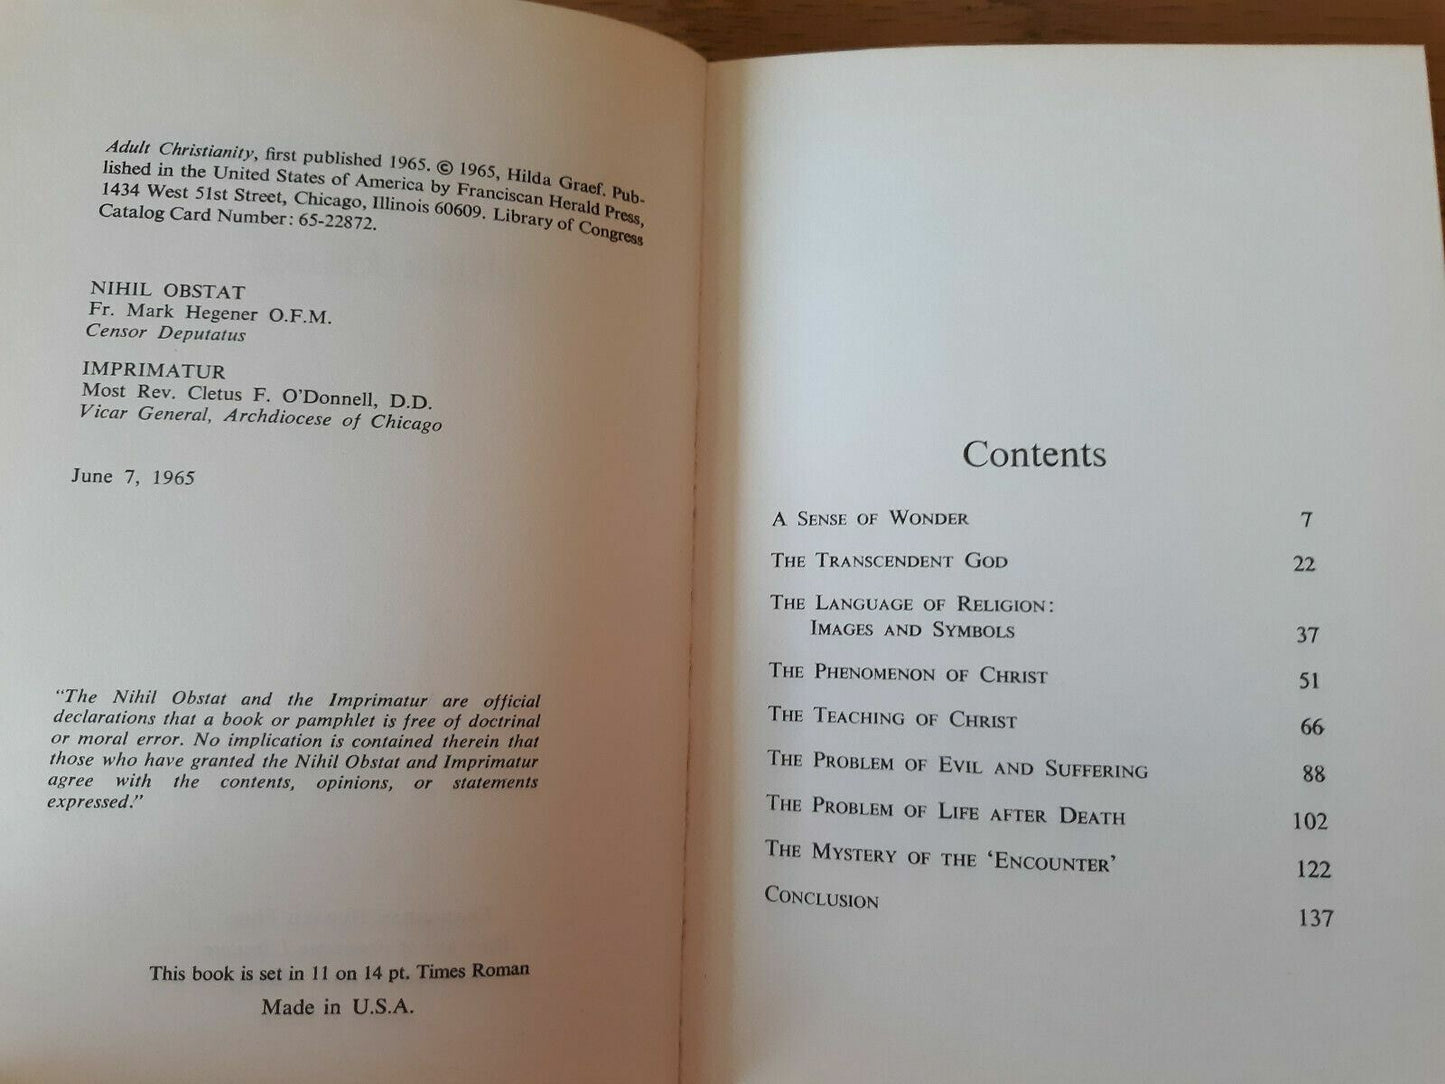 Adult Christianity, first published 1965. © 1965, Hilda Graef. Pub-
lished in the United States of America by Franciscan Herald Press,
1434 West 51st Street, Chicago, Illinois 60609. Library of Congress
Catalog Card Number: 65-22872.
NIHIL OBSTAT
Fr. Mark Hegener O.F.M.
Censor Deputatus
IMPRIMATUR
Most Rev. Cletus F. O'Donnell, D.D.
Vicar General, Archdiocese of Chicago
June 7, 1965
"The Nihil Obstat and the Imprimatur are official
declarations that a book or pamphlet is free of doctrinal
or moral error. No implication is contained therein that
those who have granted the Nihil Obstat and Imprimatur
agree with the contents, opinions, or statements
expressed."
This book is set in 11 on 14 pt. Times Roman
Made in U.S.A.
Contents
A SENSE OF WONDER 7
THE TRANSCENDENT GOD 22
THE LANGUAGE OF RELIGION:
IMAGES AND SYMBOLS 37
THE PHENOMENON OF CHRIST 51
THE TEACHING OF CHRIST 66
THE PROBLEM OF EVIL AND SUFFERING 88
THE PROBLEM OF LIFE AFTER DEATH 102
THE MYSTERY OF THE 'ENCOUNTER' 122
CONCLUSION 137